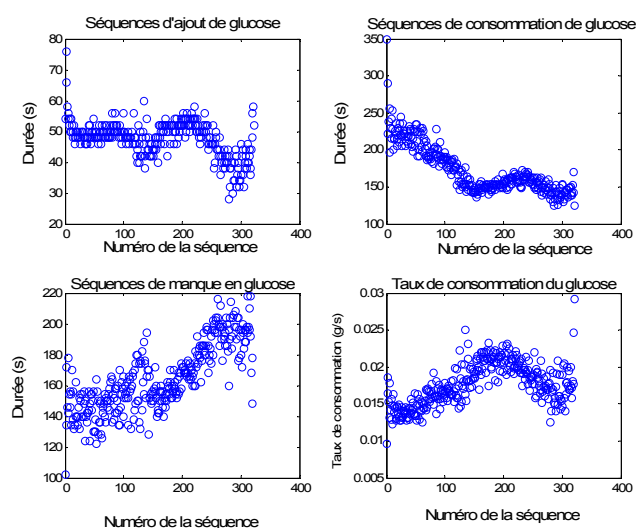 Séquences d'ajout de glucose
80
70
60
50
40
30
20
0 100 200 300 400
Durée (s)
Numéro de la séquence
Séquences de consommation de glucose
350
300
250
200
150
100
0 100 200 300 400
Durée (s)
Numéro de la séquence
Séquences de manque en glucose
220
200
180
160
140
120
100
0 100 200 300 400
Durée (s)
Numéro de la séquence
Taux de consommation du glucose
0.03
0.025
0.02
0.015
0.01
0.005
0 100 200 300 400
Taux de consommation (g/s)
Numéro de la séquence